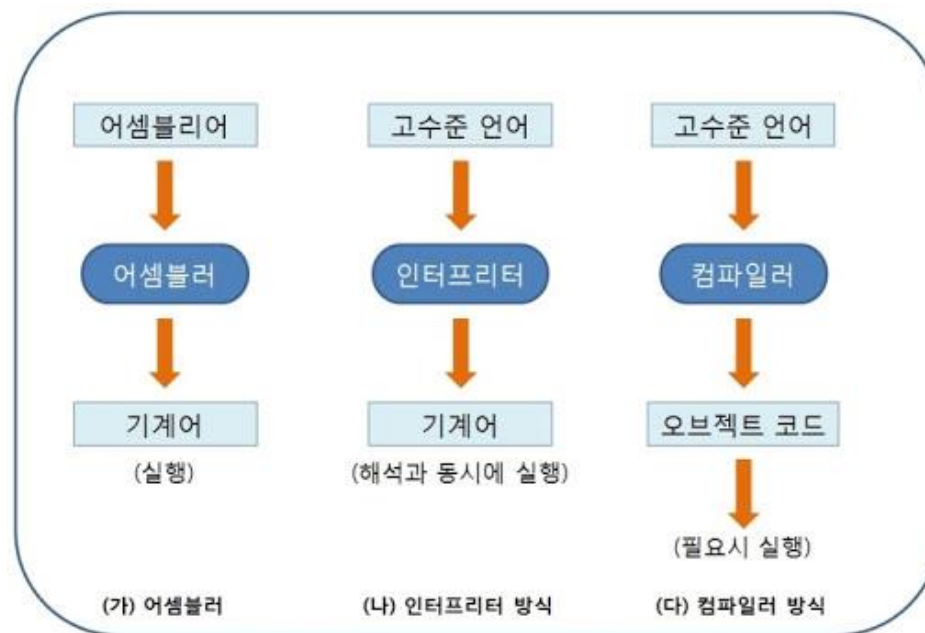 어셈블리어
고수준 언어
고수준 언어
어셈블러
인터프리터
컴파일러
기계어
기계어
오브젝트 코드
(실행)
(해석과 동시에 실행)
(필요시 실행)
(가) 어셈블러
(나) 인터프리터 방식
(다) 컴파일러 방식